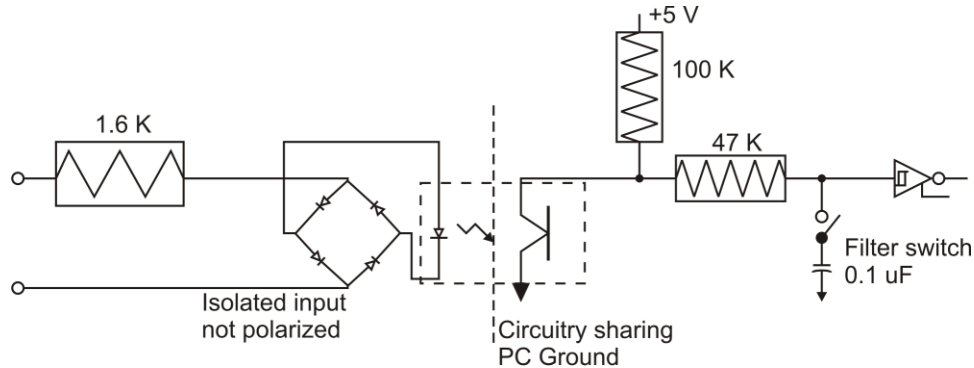 +5 V
100 K
1.6 K
47 K
Filter switch
0.1 uF
Isolated input
not polarized
Circuitry sharing
PC Ground